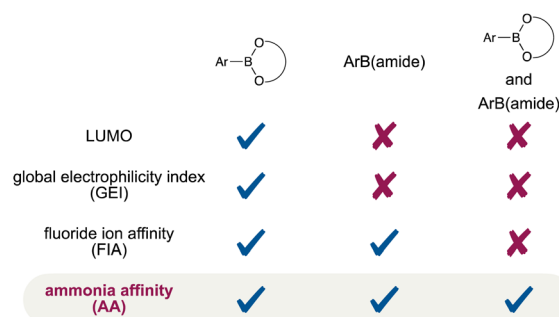 O
Ar
B
O
ArB(amide)
O
Ar
B
O
and
ArB(amide)
LUMO
global electrophilicity index
(GEI)
fluoride ion affinity
(FIA)
ammonia affinity
(AA)